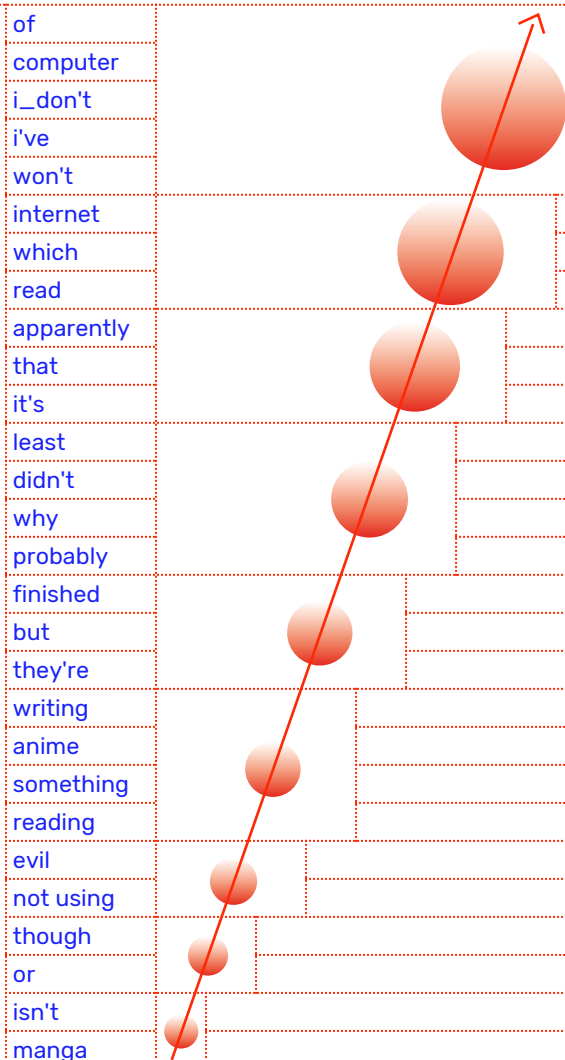 of
computer
i_don't
i've
won't
internet
which
read
apparently
that
it's
least
didn't
why
probably
finished
but
they're
writing
anime
something
reading
evil
not using
though
or
isn't
manga